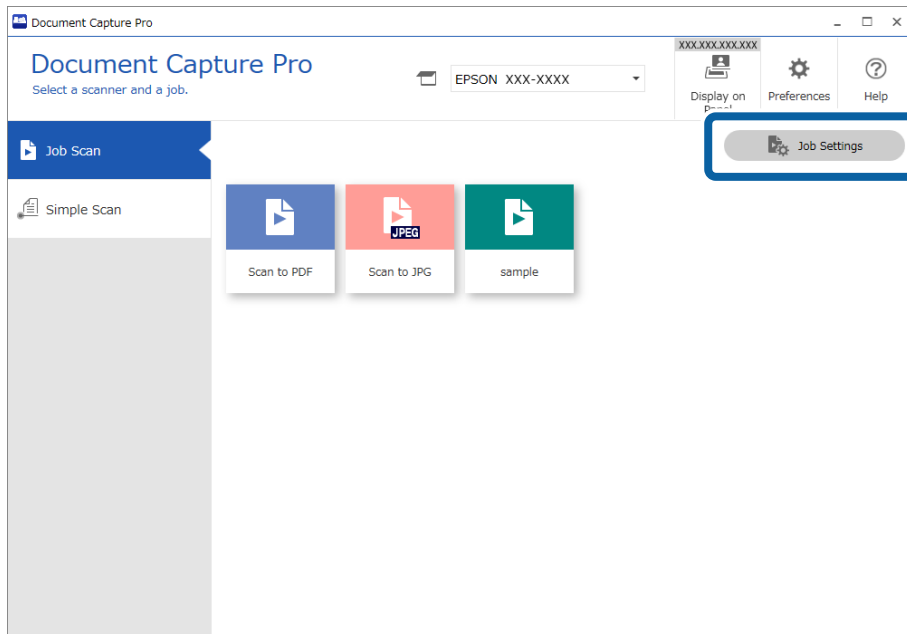 Document Capture Pro
Document Capture Pro
Select a scanner and a job.
EPSON XXX-XXXX
XXX.XXX.XXX.XXX
Display on
Panel
Preferences
Help
Job Scan
Job Settings
Simple Scan
JPEG
Scan to PDF
Scan to JPG
sample